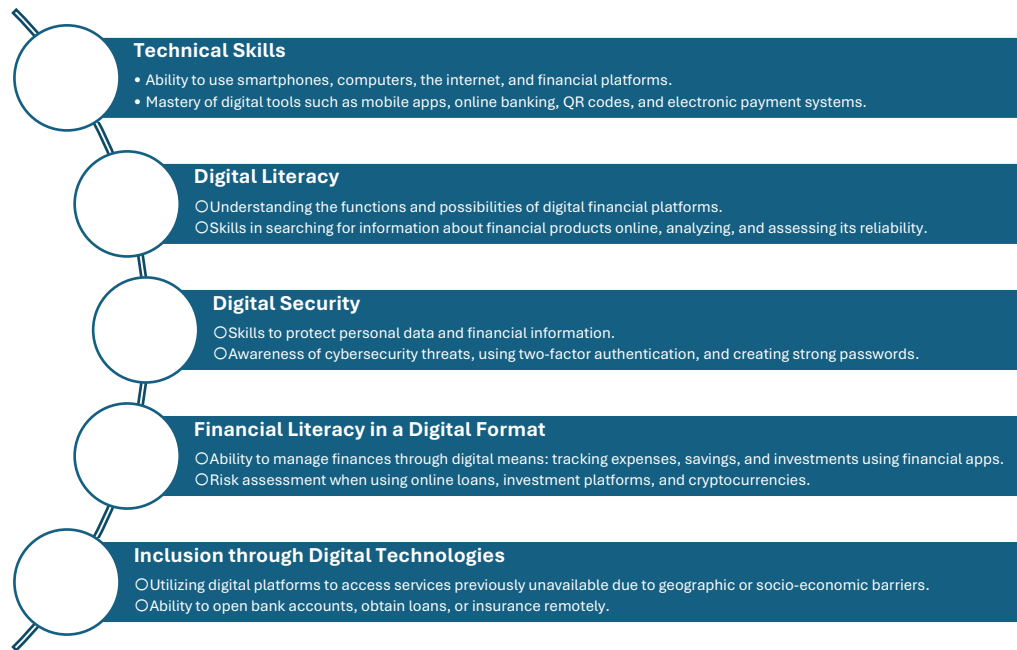 Technical Skills
• Ability to use smartphones, computers, the internet, and financial platforms.
• Mastery of digital tools such as mobile apps, online banking, QR codes, and electronic payment systems.
Digital Literacy
○Understanding the functions and possibilities of digital financial platforms.
○Skills in searching for information about financial products online, analyzing, and assessing its reliability.
Digital Security
○Skills to protect personal data and financial information.
○Awareness of cybersecurity threats, using two-factor authentication, and creating strong passwords.
Financial Literacy in a Digital Format
○Ability to manage finances through digital means: tracking expenses, savings, and investments using financial apps.
○Risk assessment when using online loans, investment platforms, and cryptocurrencies.
Inclusion through Digital Technologies
○Utilizing digital platforms to access services previously unavailable due to geographic or socio-economic barriers.
○Ability to open bank accounts, obtain loans, or insurance remotely.